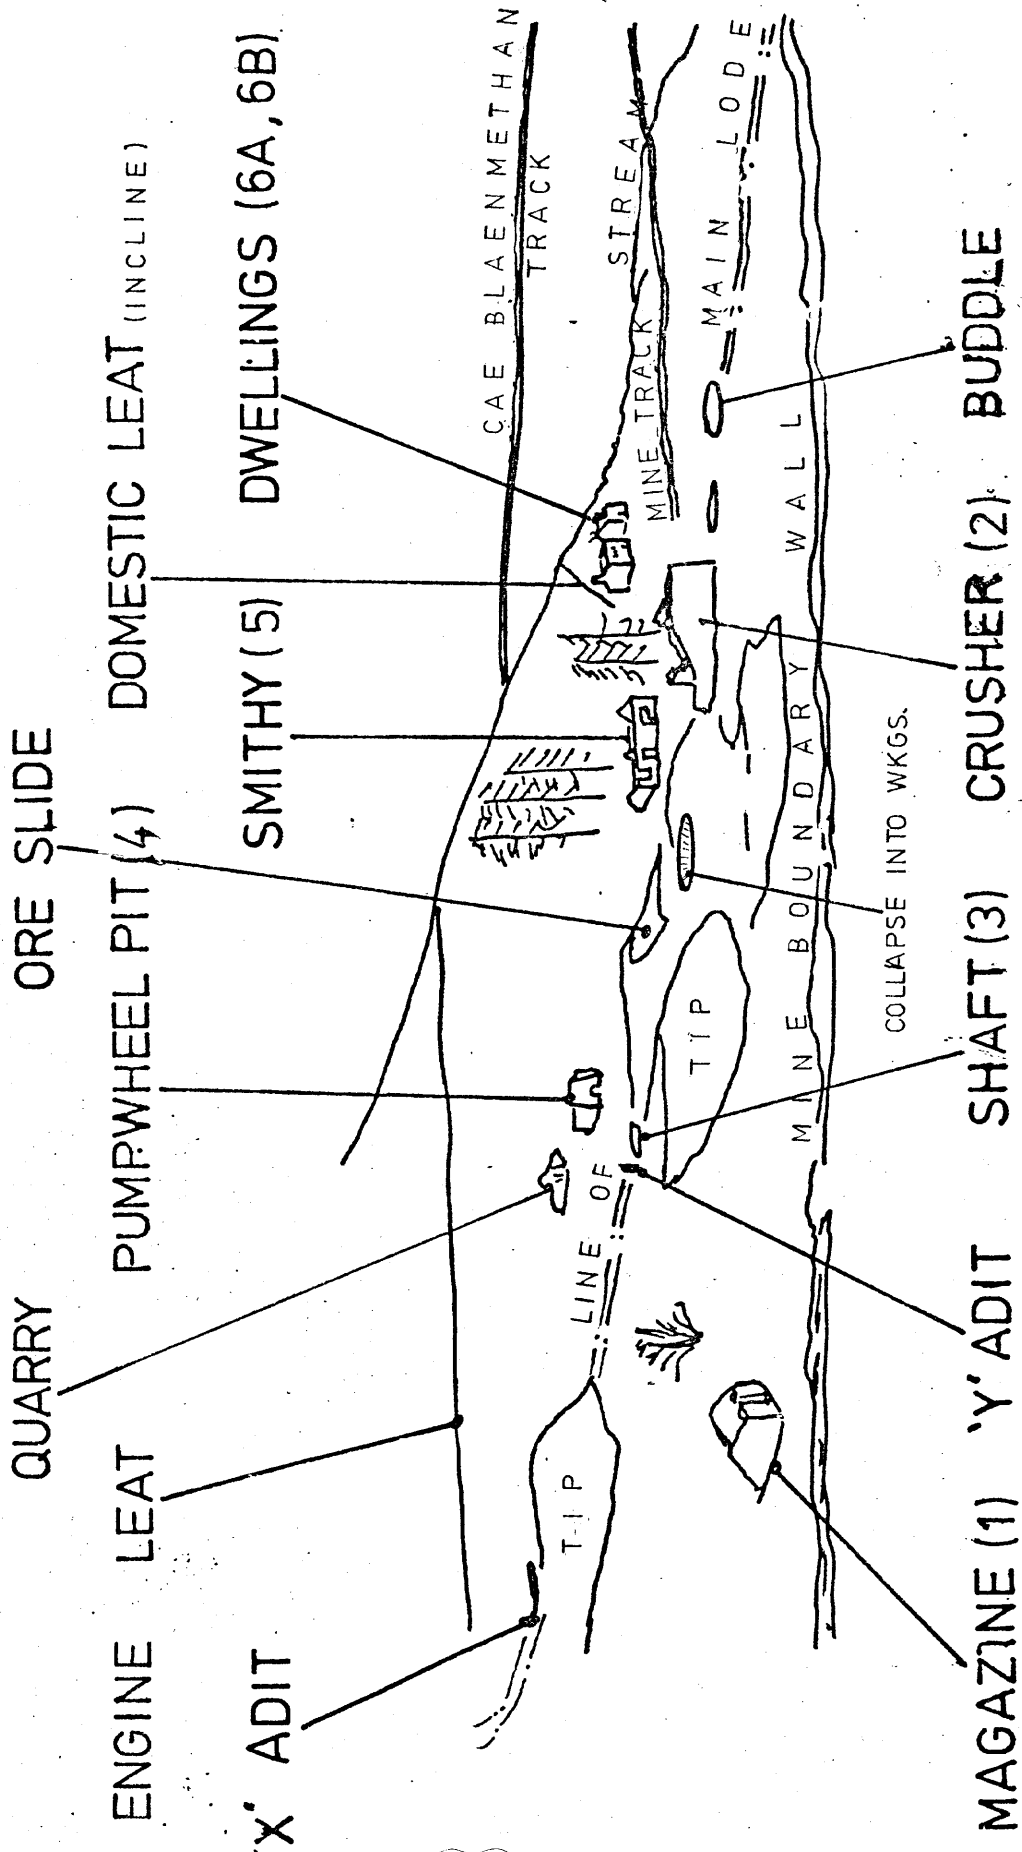 QUARRY
ORE SLIDE
ENGINE LEAT
PUMPWHEEL PIT (4)
DOMESTIC LEAT (INCLINE)
'X' ADIT
SMITHY (5)
DWELLINGS (6A, 6B)
CAE BLAENMETHAN
TRACK
STREAM
MINE TRACK
LINE OF
MAIN LODE
TIP
TIP
MINE BOUNDARY WALL
COLLAPSE INTO WKGS.
MAGAZINE (1)
'Y' ADIT
SHAFT (3)
CRUSHER (2)
BUDDLE